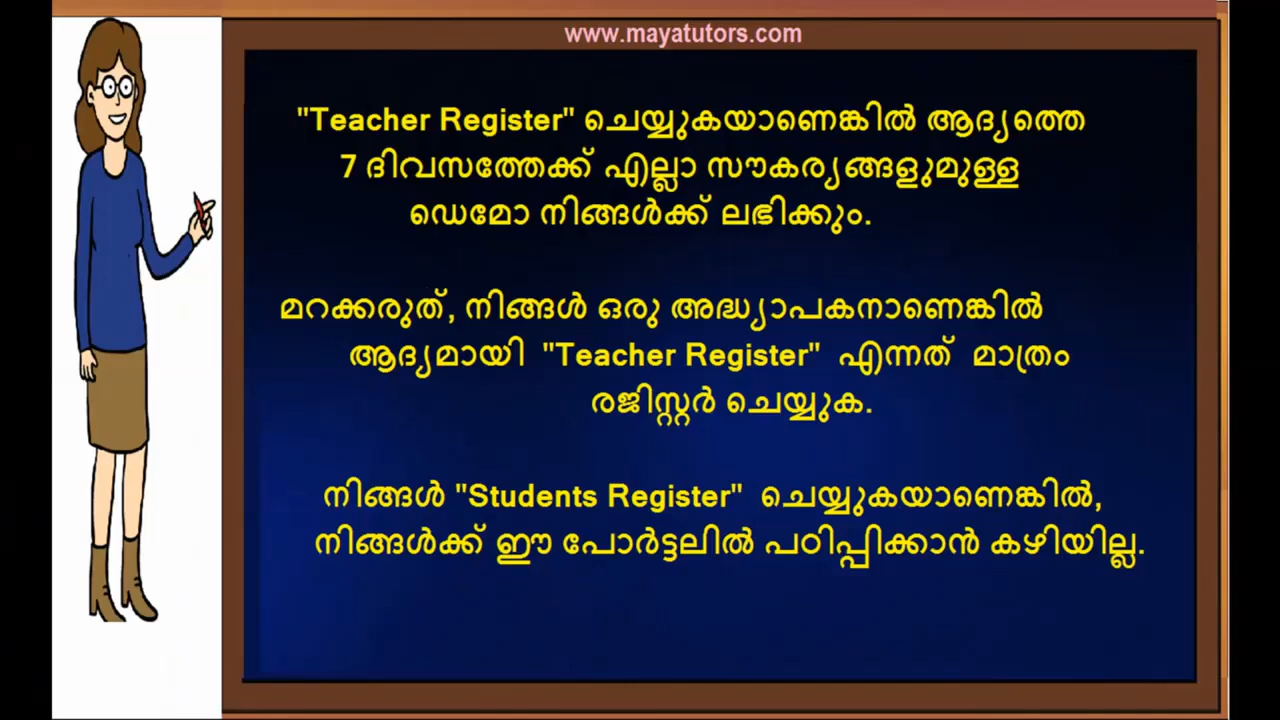 www.mayatutors.com
"Teacher Register" ചെയ്യുകയാണെങ്കിൽ ആദ്യത്തെ
7 ദിവസത്തേക്ക് എല്ലാ സൗകര്യങ്ങളുമുള്ള
ഡെമോ നിങ്ങൾക്ക് ലഭിക്കും.
മറക്കരുത്, നിങ്ങൾ ഒരു അദ്ധ്യാപകനാണെങ്കിൽ
ആദ്യമായി "Teacher Register" എന്നത് മാത്രം
രജിസ്റ്റർ ചെയ്യുക.
നിങ്ങൾ "Students Register" ചെയ്യുകയാണെങ്കിൽ,
നിങ്ങൾക്ക് ഈ പോർട്ടലിൽ പഠിപ്പിക്കാൻ കഴിയില്ല.